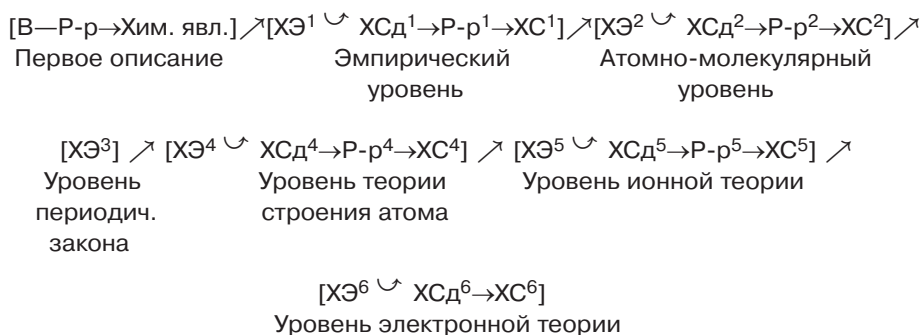 [В—Р-р→Хим. явл.]↗[ХЭ¹ ⤻ ХСд¹→Р-р¹→ХС¹]↗[ХЭ² ⤻ ХСд²→Р-р²→ХС²]↗
Первое описание Эмпирический Атомно-молекулярный
уровень уровень
[ХЭ³] ↗ [ХЭ⁴ ⤻ ХСд⁴→Р-р⁴→ХС⁴] ↗ [ХЭ⁵ ⤻ ХСд⁵→Р-р⁵→ХС⁵] ↗
Уровень Уровень теории Уровень ионной теории
периодич. строения атома
закона
[ХЭ⁶ ⤻ ХСд⁶→ХС⁶]
Уровень электронной теории